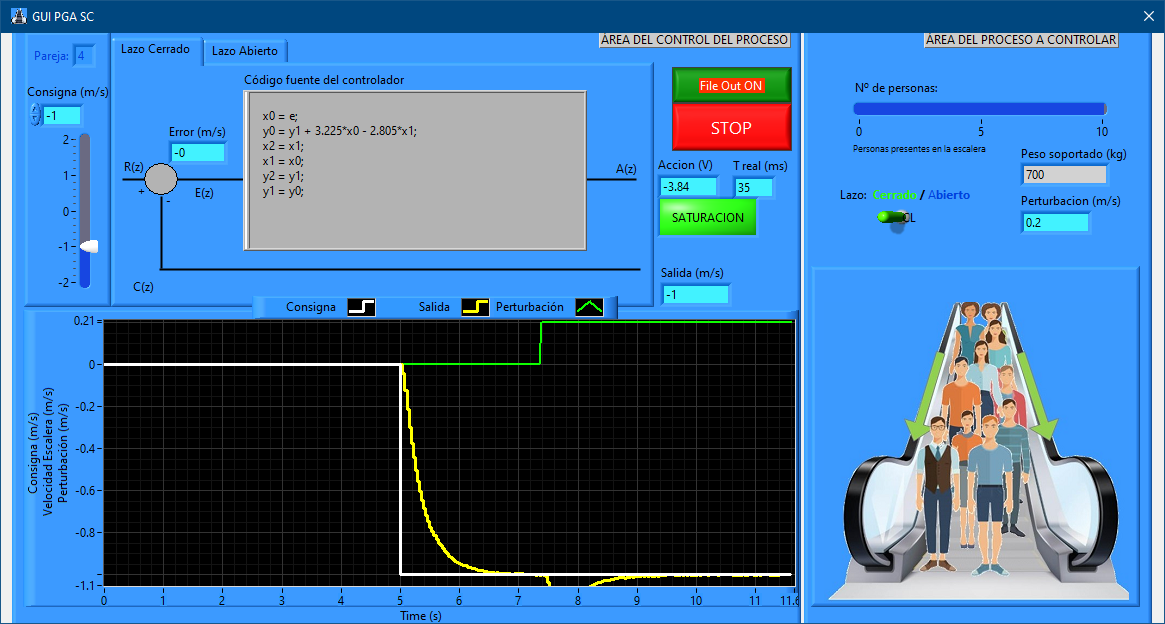 GUI PGA SC
Pareja: 4
Lazo Cerrado
Lazo Abierto
ÁREA DEL CONTROL DEL PROCESO
ÁREA DEL PROCESO A CONTROLAR
Consigna (m/s)
-1
2
1
0
-1
-2
Código fuente del controlador
x0 = e;
y0 = y1 + 3.225*x0 - 2.805*x1;
x2 = x1;
x1 = x0;
y2 = y1;
y1 = y0;
Error (m/s)
-0
R(z)
+
-
E(z)
A(z)
C(z)
File Out ON
STOP
Accion (V)
-3.84
T real (ms)
35
SATURACION
Salida (m/s)
-1
Nº de personas:
0 5 10
Personas presentes en la escalera
Peso soportado (kg)
700
Lazo: Cerrado / Abierto
OL
Perturbacion (m/s)
0.2
Consigna
Salida
Perturbación
0.21
0
-0.2
-0.4
-0.6
-0.8
-1.1
Consigna (m/s)
Velocidad Escalera (m/s)
Perturbación (m/s)
0 1 2 3 4 5 6 7 8 9 10 11 11.6
Time (s)